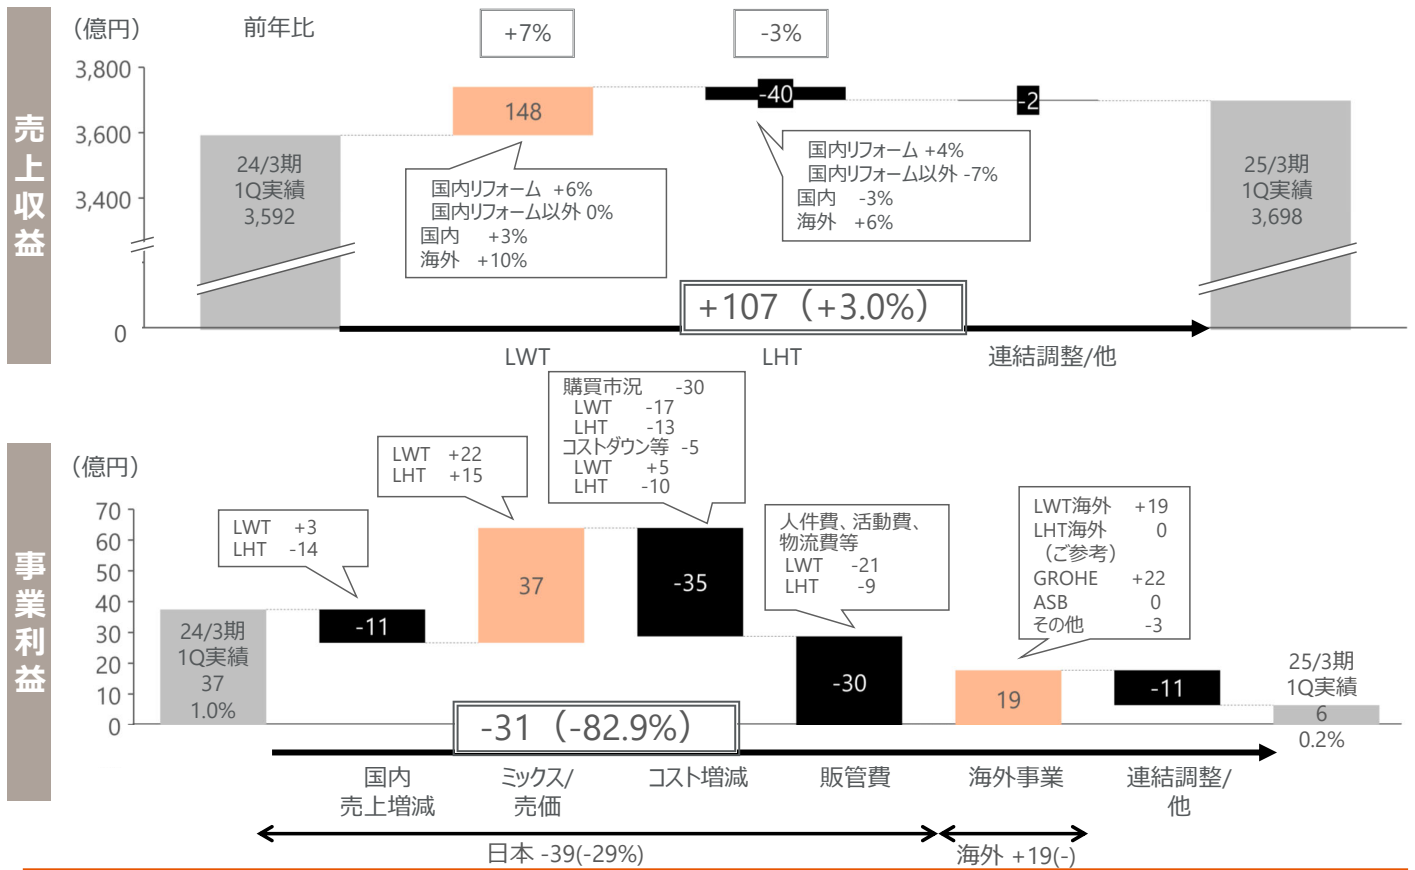 売上収益
（億円）
前年比
+7%
-3%
3,800
3,600
3,400
0
24/3期
1Q実績
3,592
148
-40
-2
25/3期
1Q実績
3,698
国内リフォーム +6%
国内リフォーム以外 0%
国内 +3%
海外 +10%
国内リフォーム +4%
国内リフォーム以外 -7%
国内 -3%
海外 +6%
+107（+3.0%）
LWT
LHT
連結調整/他
事業利益
（億円）
70
60
50
40
30
20
10
0
24/3期
1Q実績
37
1.0%
LWT +3
LHT -14
-11
LWT +22
LHT +15
37
購買市況 -30
LWT -17
LHT -13
コストダウン等 -5
LWT +5
LHT -10
-35
人件費、活動費、
物流費等
LWT -21
LHT -9
-30
LWT海外 +19
LHT海外 0
（ご参考）
GROHE +22
ASB 0
その他 -3
19
-11
25/3期
1Q実績
6
0.2%
-31（-82.9%）
国内
売上増減
ミックス/
売価
コスト増減
販管費
海外事業
連結調整/
他
日本 -39(-29%)
海外 +19(-)